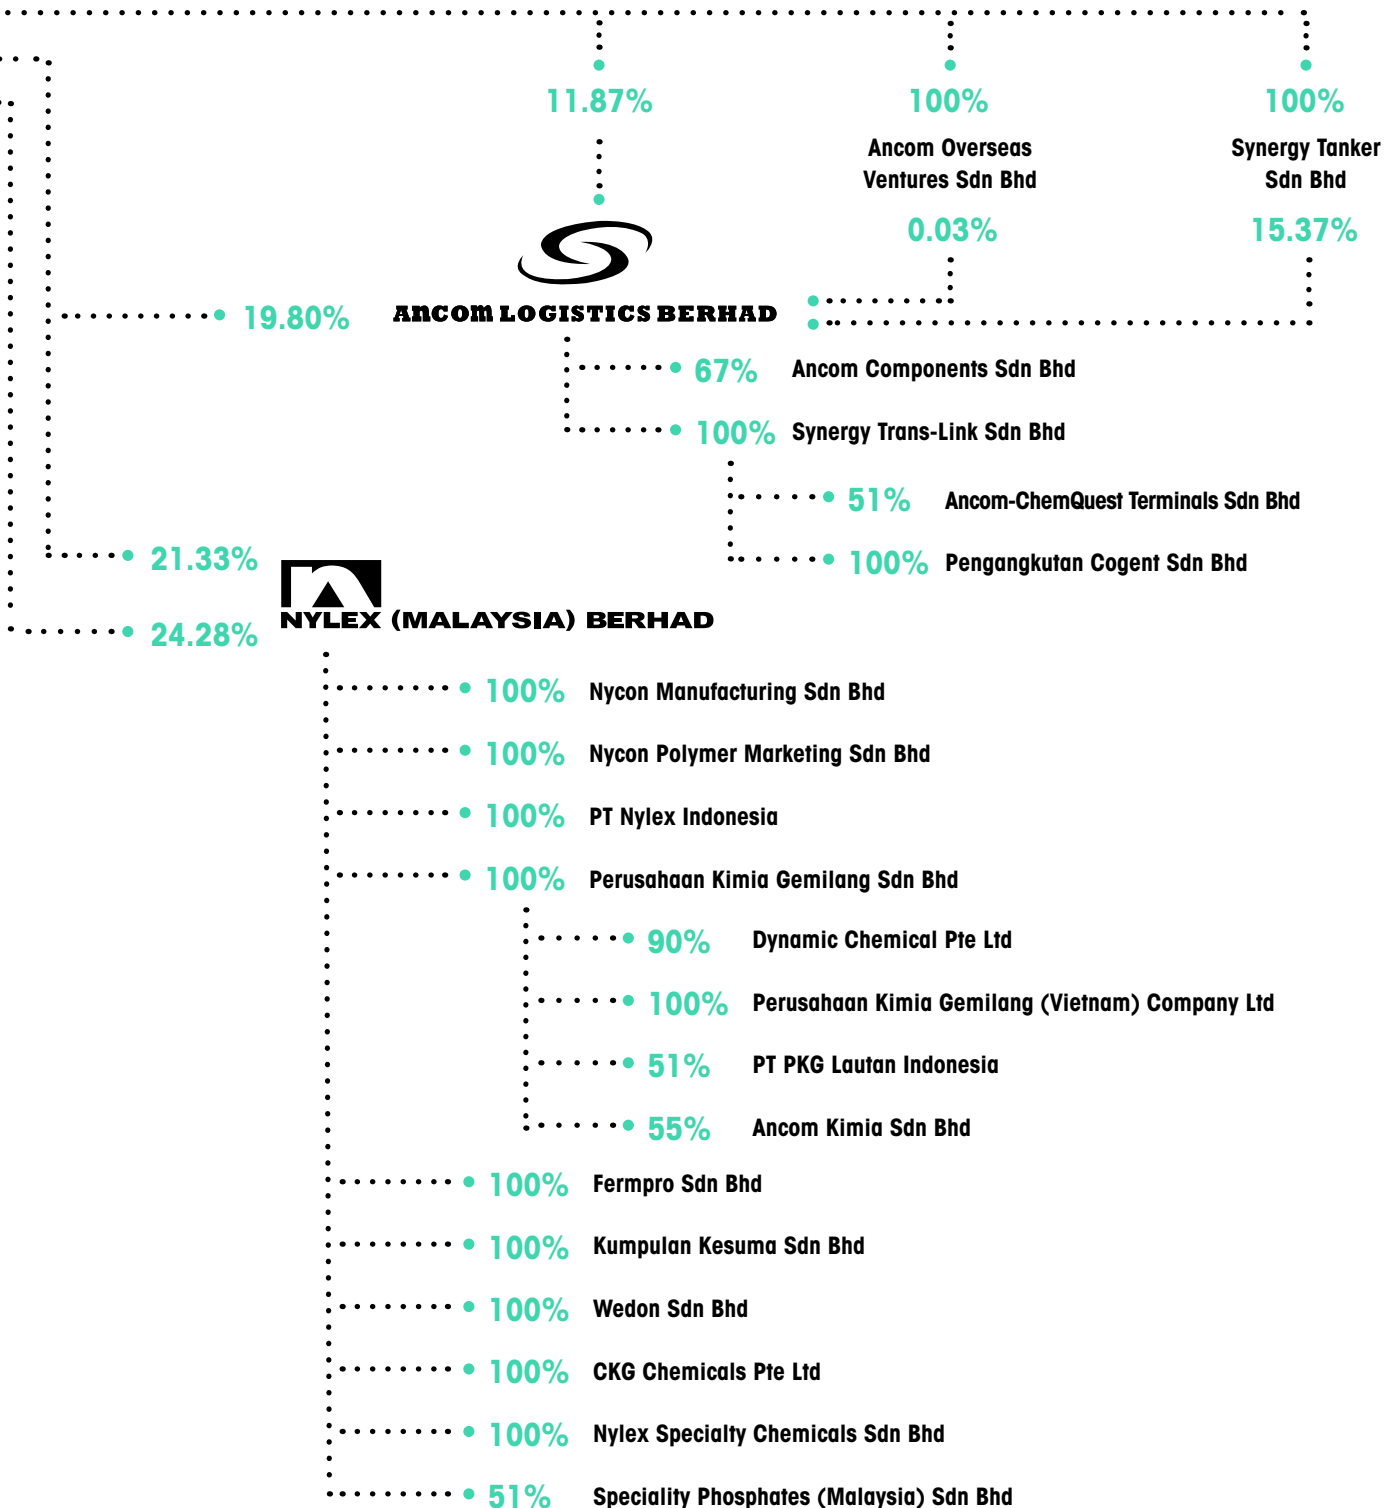 11.87%
100%
100%
Ancom Overseas
Ventures Sdn Bhd
Synergy Tanker
Sdn Bhd
0.03%
15.37%
19.80%
ANCOM LOGISTICS BERHAD
67% Ancom Components Sdn Bhd
100% Synergy Trans-Link Sdn Bhd
51% Ancom-ChemQuest Terminals Sdn Bhd
21.33%
100% Pengangkutan Cogent Sdn Bhd
NYLEX (MALAYSIA) BERHAD
24.28%
100% Nycon Manufacturing Sdn Bhd
100% Nycon Polymer Marketing Sdn Bhd
100% PT Nylex Indonesia
100% Perusahaan Kimia Gemilang Sdn Bhd
90% Dynamic Chemical Pte Ltd
100% Perusahaan Kimia Gemilang (Vietnam) Company Ltd
51% PT PKG Lautan Indonesia
55% Ancom Kimia Sdn Bhd
100% Fermpro Sdn Bhd
100% Kumpulan Kesuma Sdn Bhd
100% Wedon Sdn Bhd
100% CKG Chemicals Pte Ltd
100% Nylex Specialty Chemicals Sdn Bhd
51% Speciality Phosphates (Malaysia) Sdn Bhd